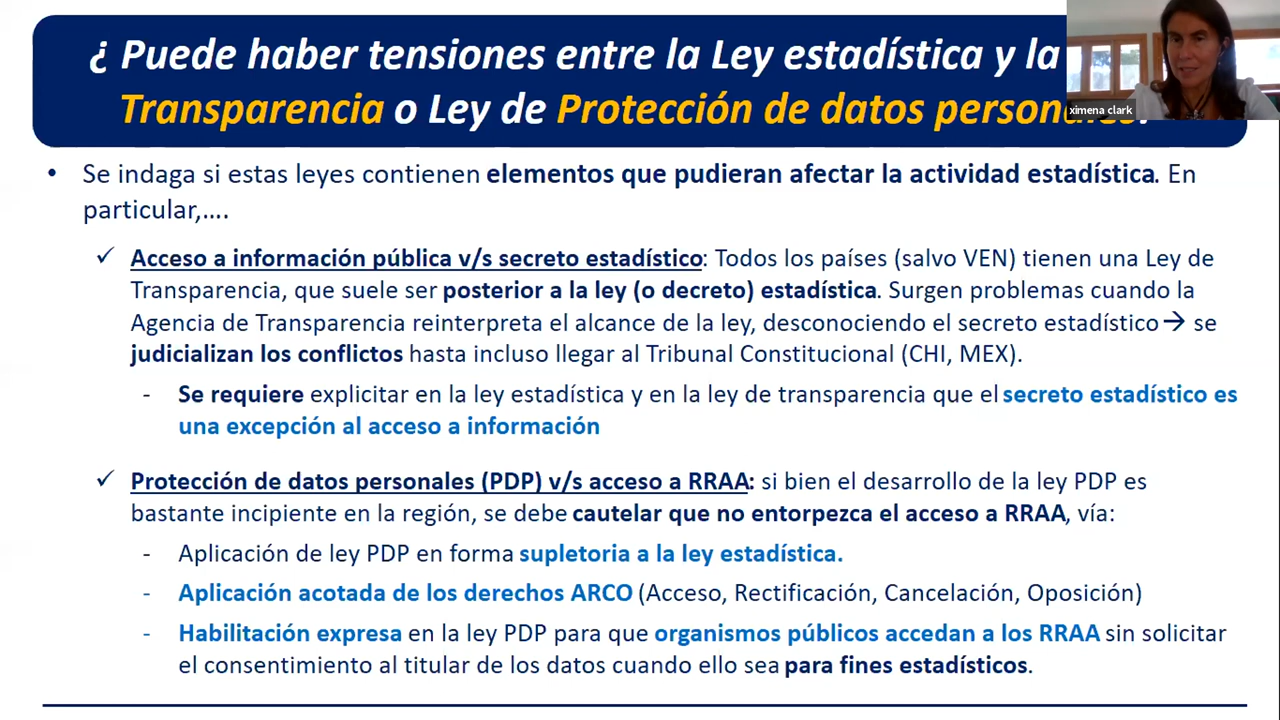 ¿ Puede haber tensiones entre la Ley estadística y la
Transparencia o Ley de Protección de datos personales
ximena clark
• Se indaga si estas leyes contienen elementos que pudieran afectar la actividad estadística. En
particular,….
✓ Acceso a información pública v/s secreto estadístico: Todos los países (salvo VEN) tienen una Ley de
Transparencia, que suele ser posterior a la ley (o decreto) estadística. Surgen problemas cuando la
Agencia de Transparencia reinterpreta el alcance de la ley, desconociendo el secreto estadístico → se
judicializan los conflictos hasta incluso llegar al Tribunal Constitucional (CHI, MEX).
- Se requiere explicitar en la ley estadística y en la ley de transparencia que el secreto estadístico es
una excepción al acceso a información
✓ Protección de datos personales (PDP) v/s acceso a RRAA: si bien el desarrollo de la ley PDP es
bastante incipiente en la región, se debe cautelar que no entorpezca el acceso a RRAA, vía:
- Aplicación de ley PDP en forma supletoria a la ley estadística.
- Aplicación acotada de los derechos ARCO (Acceso, Rectificación, Cancelación, Oposición)
- Habilitación expresa en la ley PDP para que organismos públicos accedan a los RRAA sin solicitar
el consentimiento al titular de los datos cuando ello sea para fines estadísticos.